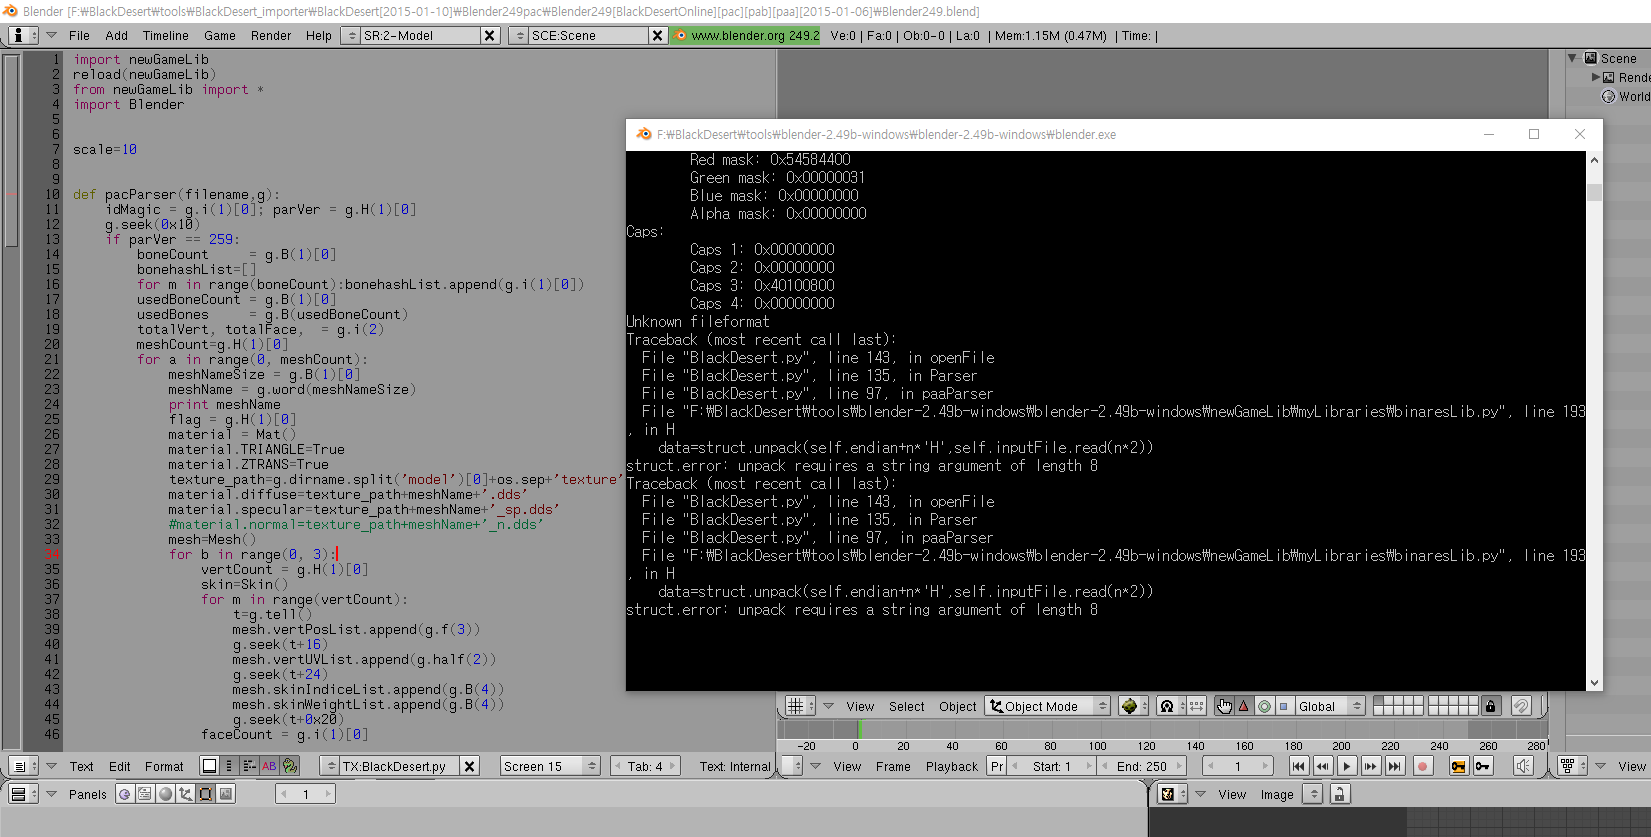 Blender [F:₩BlackDesert₩tools₩BlackDesert_importer₩BlackDesert[2015-01-10]₩Blender249pac₩Blender249[BlackDesertOnline][pac][pab][paa][2015-01-06]₩Blender249.blend]
File Add Timeline Game Render Help SR:2-Model SCE:Scene www.blender.org 249.2 Ve:0 | Fa:0 | Ob:0-0 | La:0 | Mem:1.15M (0.47M) | Time: |
1 import newGameLib
2 reload(newGameLib)
3 from newGameLib import *
4 import Blender
5
6
7 scale=10
8
9
10 def pacParser(filename,g):
11 idMagic = g.i(1)[0]; parVer = g.H(1)[0]
12 g.seek(0x10)
13 if parVer == 259:
14 boneCount = g.B(1)[0]
15 bonehashList=[]
16 for m in range(boneCount):bonehashList.append(g.i(1)[0])
17 usedBoneCount = g.B(1)[0]
18 usedBones = g.B(usedBoneCount)
19 totalVert, totalFace, = g.i(2)
20 meshCount=g.H(1)[0]
21 for a in range(0, meshCount):
22 meshNameSize = g.B(1)[0]
23 meshName = g.word(meshNameSize)
24 print meshName
25 flag = g.H(1)[0]
26 material = Mat()
27 material.TRIANGLE=True
28 material.ZTRANS=True
29 texture_path=g.dirname.split('model')[0]+os.sep+'texture'
30 material.diffuse=texture_path+meshName+'.dds'
31 material.specular=texture_path+meshName+'_sp.dds'
32 #material.normal=texture_path+meshName+'_n.dds'
33 mesh=Mesh()
34 for b in range(0, 3):
35 vertCount = g.H(1)[0]
36 skin=Skin()
37 for m in range(vertCount):
38 t=g.tell()
39 mesh.vertPosList.append(g.f(3))
40 g.seek(t+16)
41 mesh.vertUVList.append(g.half(2))
42 g.seek(t+24)
43 mesh.skinIndiceList.append(g.B(4))
44 mesh.skinWeightList.append(g.B(4))
45 g.seek(t+0x20)
46 faceCount = g.i(1)[0]
Scene
Rende
World
F:₩BlackDesert₩tools₩blender-2.49b-windows₩blender-2.49b-windows₩blender.exe
Red mask: 0x54584400
Green mask: 0x00000031
Blue mask: 0x00000000
Alpha mask: 0x00000000
Caps:
Caps 1: 0x00000000
Caps 2: 0x00000000
Caps 3: 0x40100800
Caps 4: 0x00000000
Unknown fileformat
Traceback (most recent call last):
File "BlackDesert.py", line 143, in openFile
File "BlackDesert.py", line 135, in Parser
File "BlackDesert.py", line 97, in paaParser
File "F:₩BlackDesert₩tools₩blender-2.49b-windows₩blender-2.49b-windows₩newGameLib₩myLibraries₩binaresLib.py", line 193
, in H
data=struct.unpack(self.endian+n*'H',self.inputFile.read(n*2))
struct.error: unpack requires a string argument of length 8
Traceback (most recent call last):
File "BlackDesert.py", line 143, in openFile
File "BlackDesert.py", line 135, in Parser
File "BlackDesert.py", line 97, in paaParser
File "F:₩BlackDesert₩tools₩blender-2.49b-windows₩blender-2.49b-windows₩newGameLib₩myLibraries₩binaresLib.py", line 193
, in H
data=struct.unpack(self.endian+n*'H',self.inputFile.read(n*2))
struct.error: unpack requires a string argument of length 8
View Select Object Object Mode Global
-20 0 20 40 60 80 100 120 140 160 180 200 220 240 260 280
Text Edit Format AB TX:BlackDesert.py Screen 15 Tab: 4 Text: Internal
View Frame Playback Pr Start: 1 End: 250 1 View
Panels 1
View Image